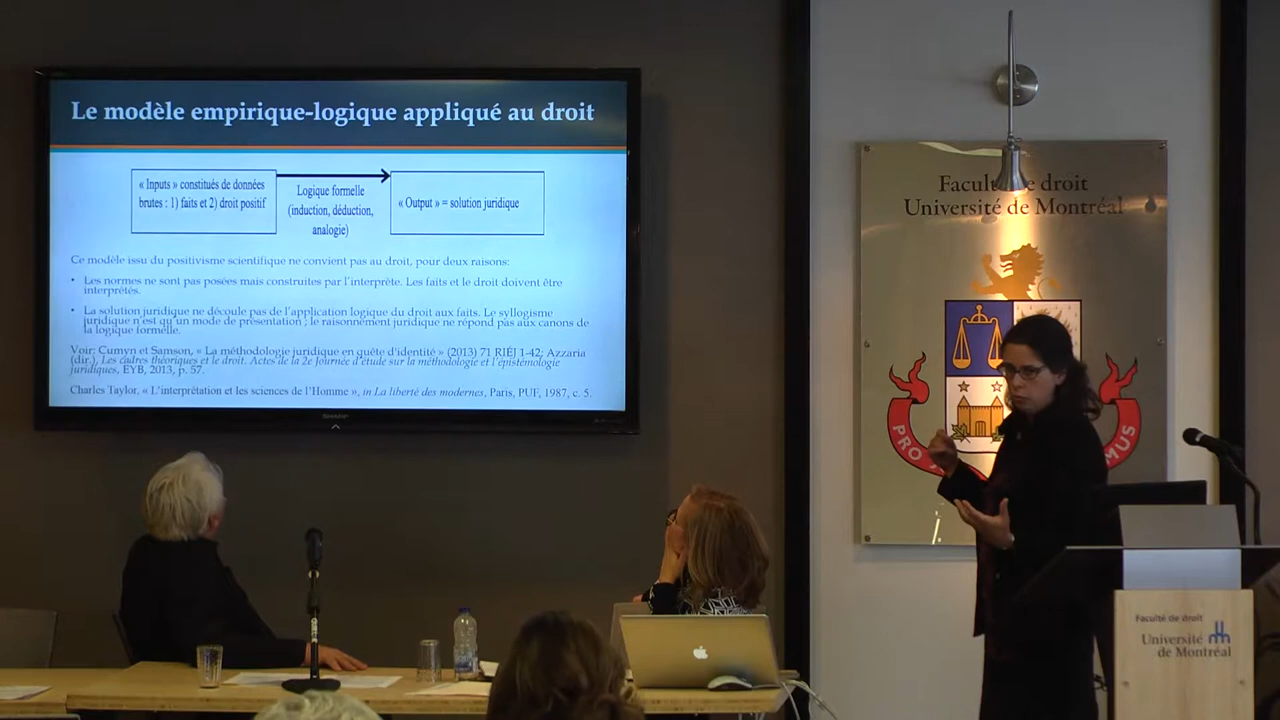 Le modèle empirique-logique appliqué au droit
« Inputs » constitués de données
brutes : 1) faits et 2) droit positif
Logique formelle
(induction, déduction,
analogie)
« Output » = solution juridique
Ce modèle issu du positivisme scientifique ne convient pas au droit, pour deux raisons:
• Les normes ne sont pas posées mais construites par l'interprète. Les faits et le droit doivent être
interprétés.
• La solution juridique ne découle pas de l'application logique du droit aux faits. Le syllogisme
juridique n'est qu'un mode de présentation ; le raisonnement juridique ne répond pas aux canons de
la logique formelle.
Voir: Cumyn et Samson, « La méthodologie juridique en quête d'identité » (2013) 71 RIÉJ 1-42; Azzaria
(dir.), Les cadres théoriques et le droit. Actes de la 2e Journée d'étude sur la méthodologie et l'épistémologie
juridiques, EYB, 2013, p. 57.
Charles Taylor, « L'interprétation et les sciences de l'Homme », in La liberté des modernes, Paris, PUF, 1987, c. 5.
Faculté de droit
Université de Montréal
PRO
MUS
Faculté de droit
Université
de Montréal